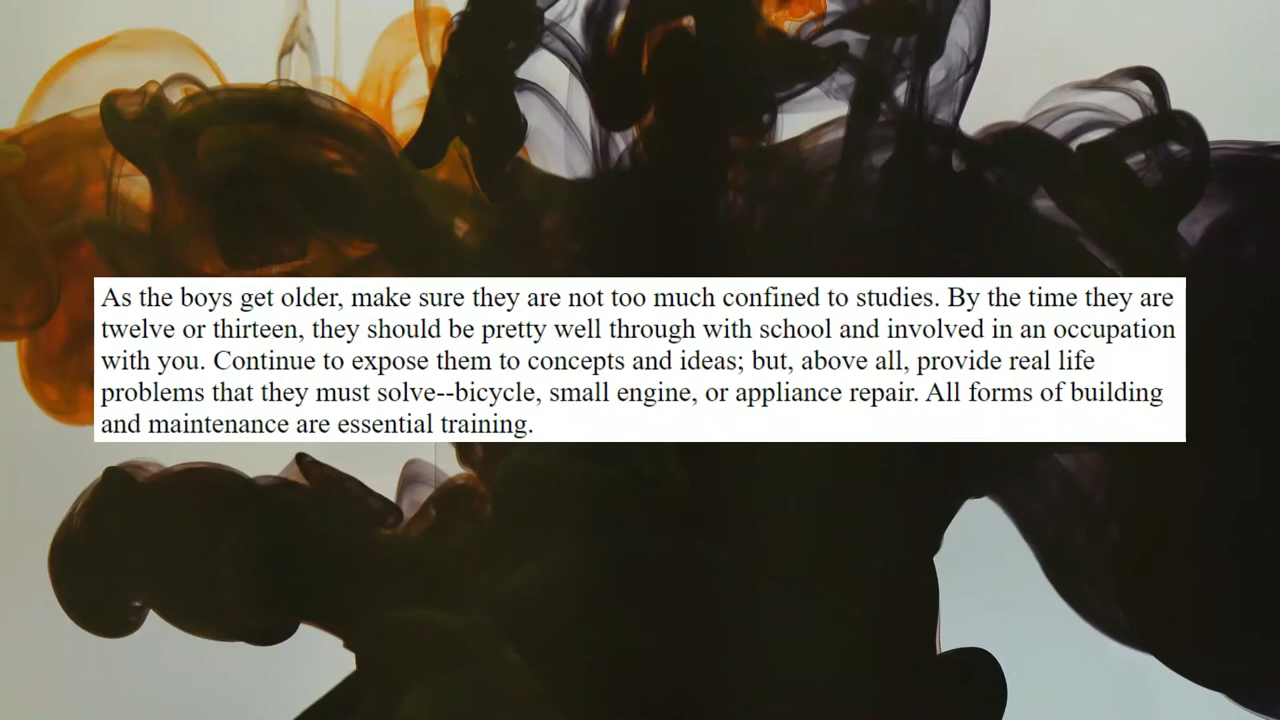 As the boys get older, make sure they are not too much confined to studies. By the time they are
twelve or thirteen, they should be pretty well through with school and involved in an occupation
with you. Continue to expose them to concepts and ideas; but, above all, provide real life
problems that they must solve--bicycle, small engine, or appliance repair. All forms of building
and maintenance are essential training.